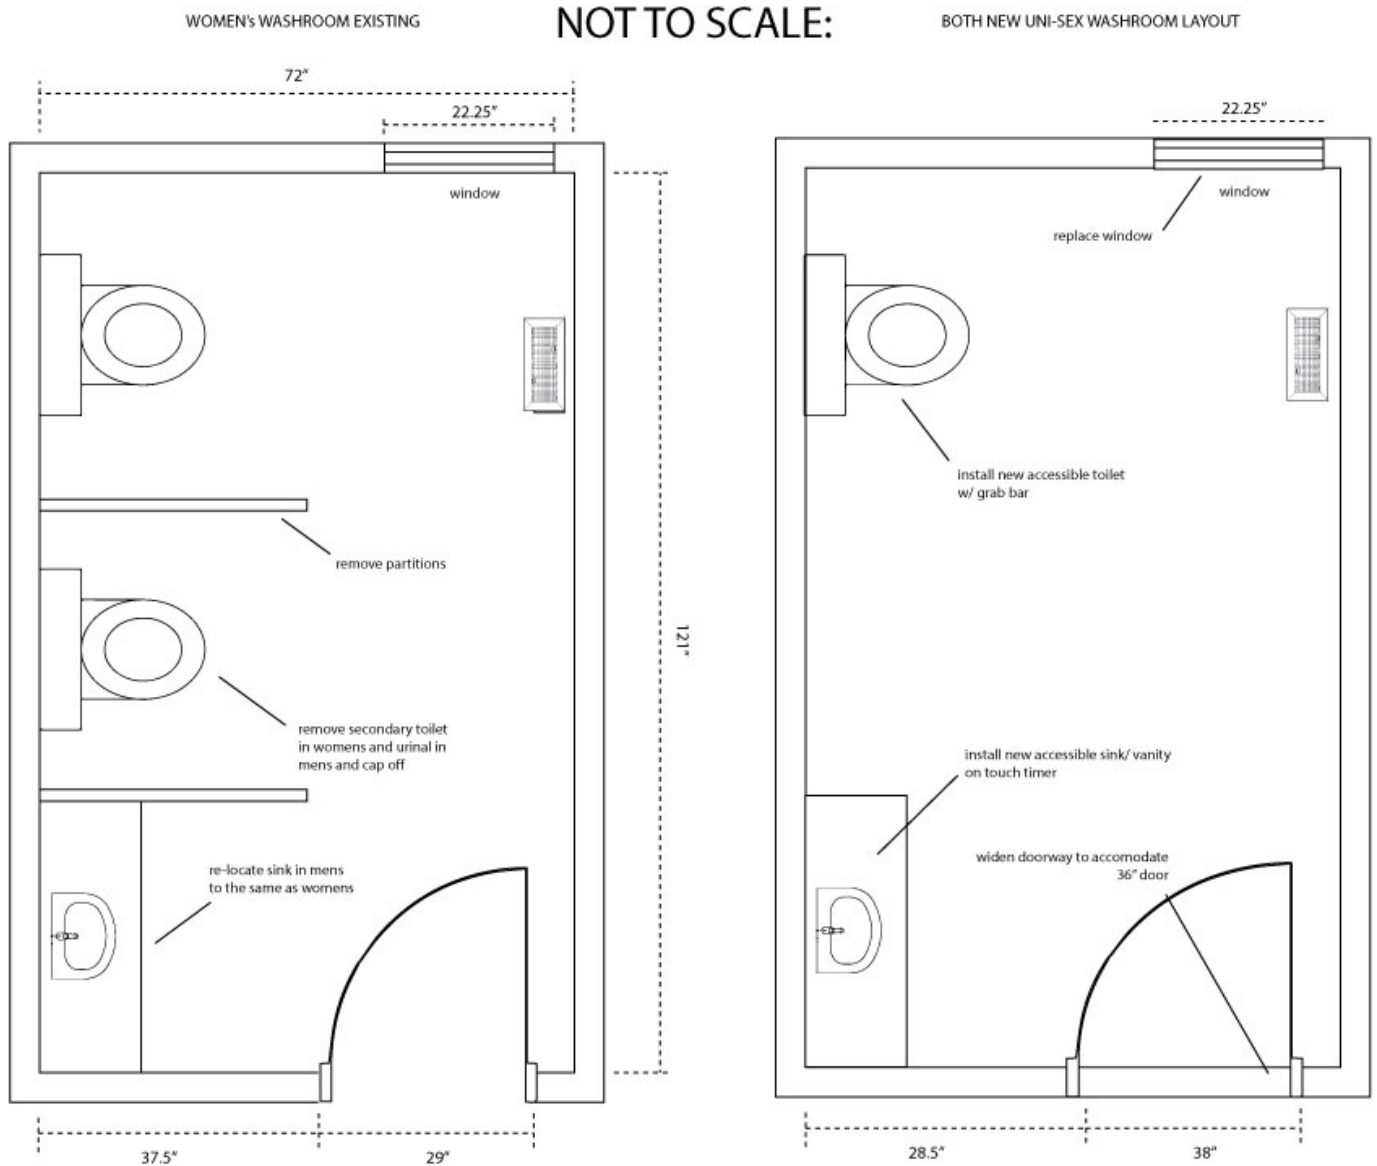 WOMEN's WASHROOM EXISTING
NOT TO SCALE:
BOTH NEW UNI-SEX WASHROOM LAYOUT
72"
22.25"
window
remove partitions
121"
remove secondary toilet
in womens and urinal in
mens and cap off
re-locate sink in mens
to the same as womens
37.5"
29"
22.25"
window
replace window
install new accessible toilet
w/ grab bar
install new accessible sink/ vanity
on touch timer
widen doorway to accomodate
36" door
28.5"
38"